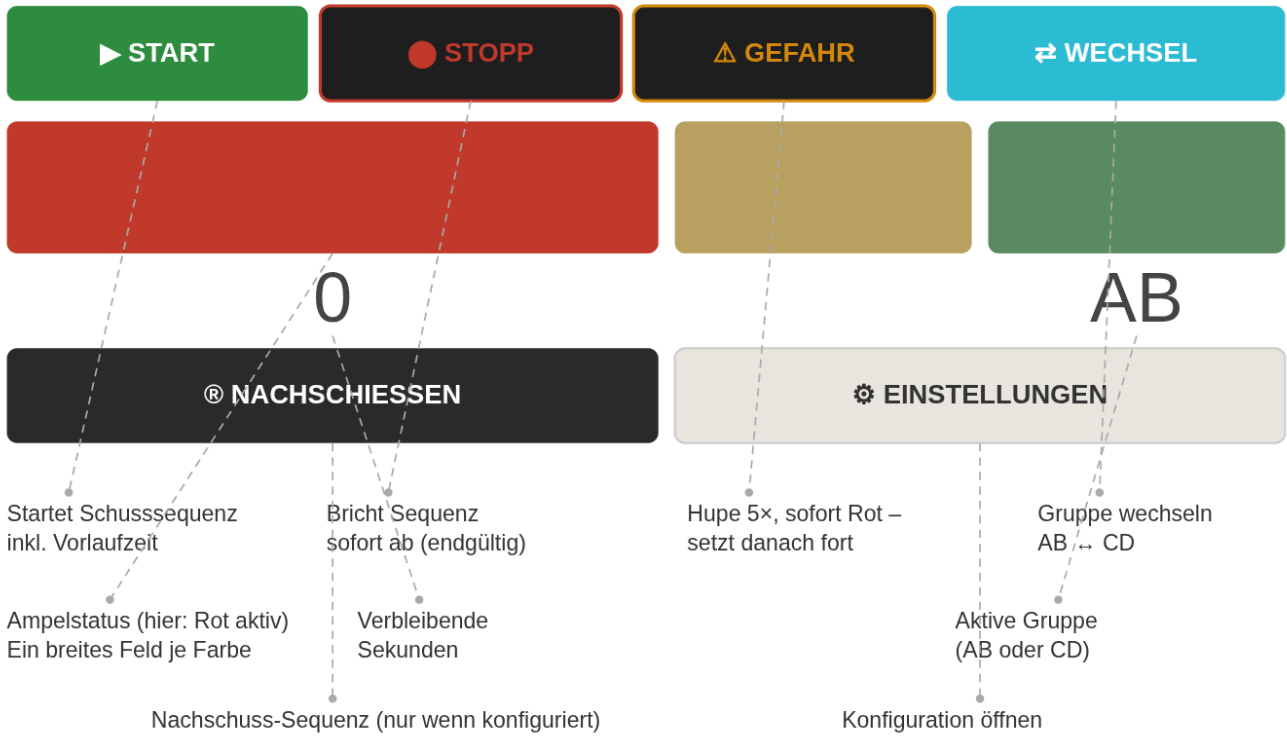 ▶ START
⬤ STOPP
⚠ GEFAHR
⇄ WECHSEL
0
AB
® NACHSCHIESSEN
⚙ EINSTELLUNGEN
Startet Schusssequenz
inkl. Vorlaufzeit
Bricht Sequenz
sofort ab (endgültig)
Hupe 5×, sofort Rot –
setzt danach fort
Gruppe wechseln
AB ↔ CD
Ampelstatus (hier: Rot aktiv)
Ein breites Feld je Farbe
Verbleibende
Sekunden
Aktive Gruppe
(AB oder CD)
Nachschuss-Sequenz (nur wenn konfiguriert)
Konfiguration öffnen